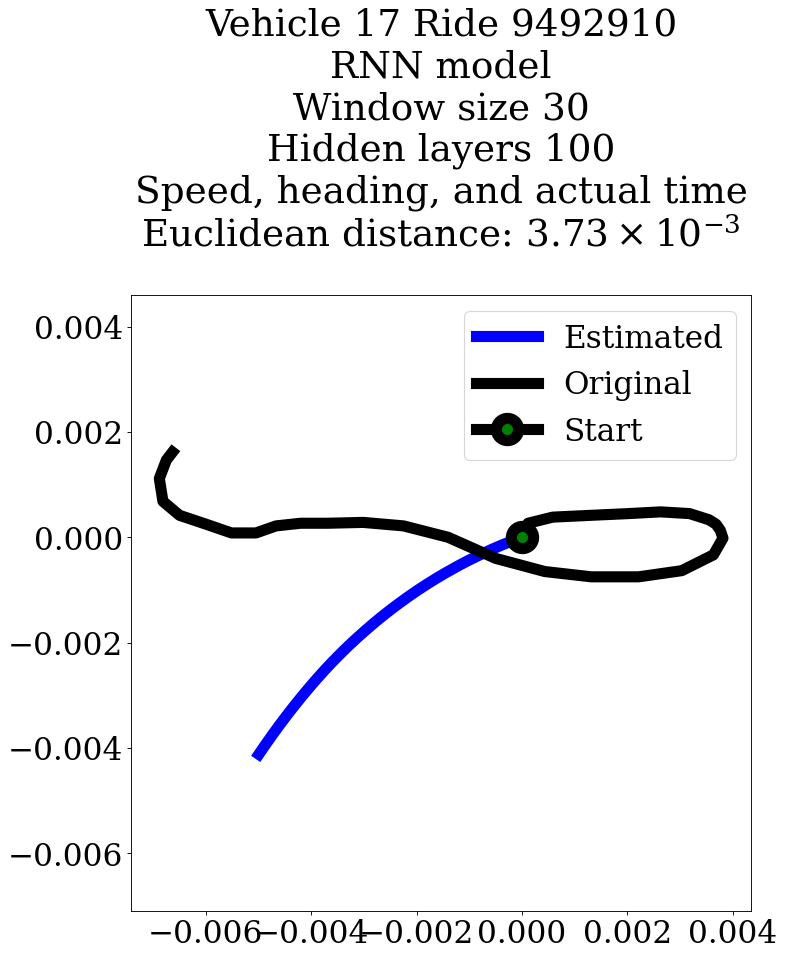 Vehicle 17 Ride 9492910
RNN model
Window size 30
Hidden layers 100
Speed, heading, and actual time
Euclidean distance: 3.73 × 10⁻³
Estimated
Original
Start
0.004
0.002
0.000
−0.002
−0.004
−0.006
−0.006 −0.004 −0.002 0.000 0.002 0.004